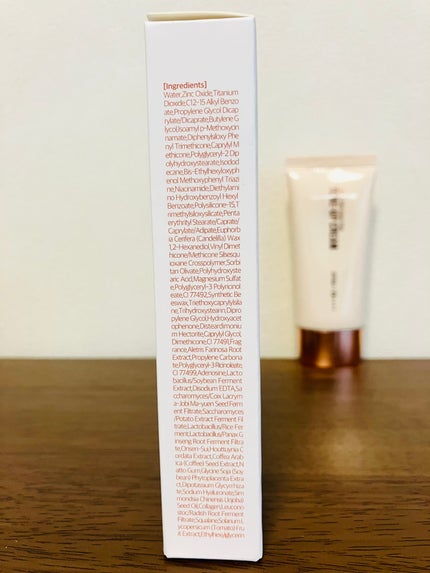 [Ingredients]
Water,Zinc Oxide,Titanium
Dioxide,C12-15 Alkyl Benzo
ate,Propylene Glycol Dicap
rylate/Dicaprate,Butylene G
lycol,Isoamyl p-Methoxycin
namate,Diphenylsiloxy Phe
nyl Trimethicone,Caprylyl M
ethicone,Polyglyceryl-2 Dip
olyhydroxystearate,Isodod
ecane,Bis-Ethylhexyloxyph
enol Methoxyphenyl Triazi
ne,Niacinamide,Diethylami
no Hydroxybenzoyl Hexyl
Benzoate,Polysilicone-15,T
rimethylsiloxysilicate,Penta
erythrityl Stearate/Caprate/
Caprylate/Adipate,Euphorb
ia Cerifera (Candelilla) Wax
1,2-Hexanediol,Vinyl Dimet
hicone/Methicone Silsesqu
ioxane Crosspolymer,Sorbi
tan Olivate,Polyhydroxyste
aric Acid,Magnesium Sulfat
e,Polyglyceryl-3 Polyricinol
eate,CI 77492,Synthetic Be
eswax,Triethoxycaprylylsila
ne,Trihydroxystearin,Dipro
pylene Glycol,Hydroxyacet
ophenone,Disteardimoniu
m Hectorite,Caprylyl Glycol,
Dimethicone,CI 77491,Frag
rance,Aletris Farinosa Root
Extract,Propylene Carbona
te,Polyglyceryl-3 Ricinoleate,
CI 77499,Adenosine,Lacto
bacillus/Soybean Ferment
Extract,Disodium EDTA,Sa
ccharomyces/Coix Lacrym
a-Jobi Ma-yuen Seed Ferm
ent Filtrate,Saccharomyces
/Potato Extract Ferment Fil
trate,Lactobacillus/Rice Fer
ment,Lactobacillus/Panax G
inseng Root Ferment Filtra
te,Onsen-Sui,Houttuynia C
ordata Extract,Coffea Arab
ica (Coffee) Seed Extract,N
atto Gum,Glycine Soja (Soy
bean) Phytoplacenta Extra
ct,Dipotassium Glycyrrhiza
te,Sodium Hyaluronate,Sim
mondsia Chinensis (Jojoba)
Seed Oil,Collagen,Leucono
stoc/Radish Root Ferment
Filtrate,Squalane,Solanum L
ycopersicum (Tomato) Fru
it Extract,Ethylhexylglycerin